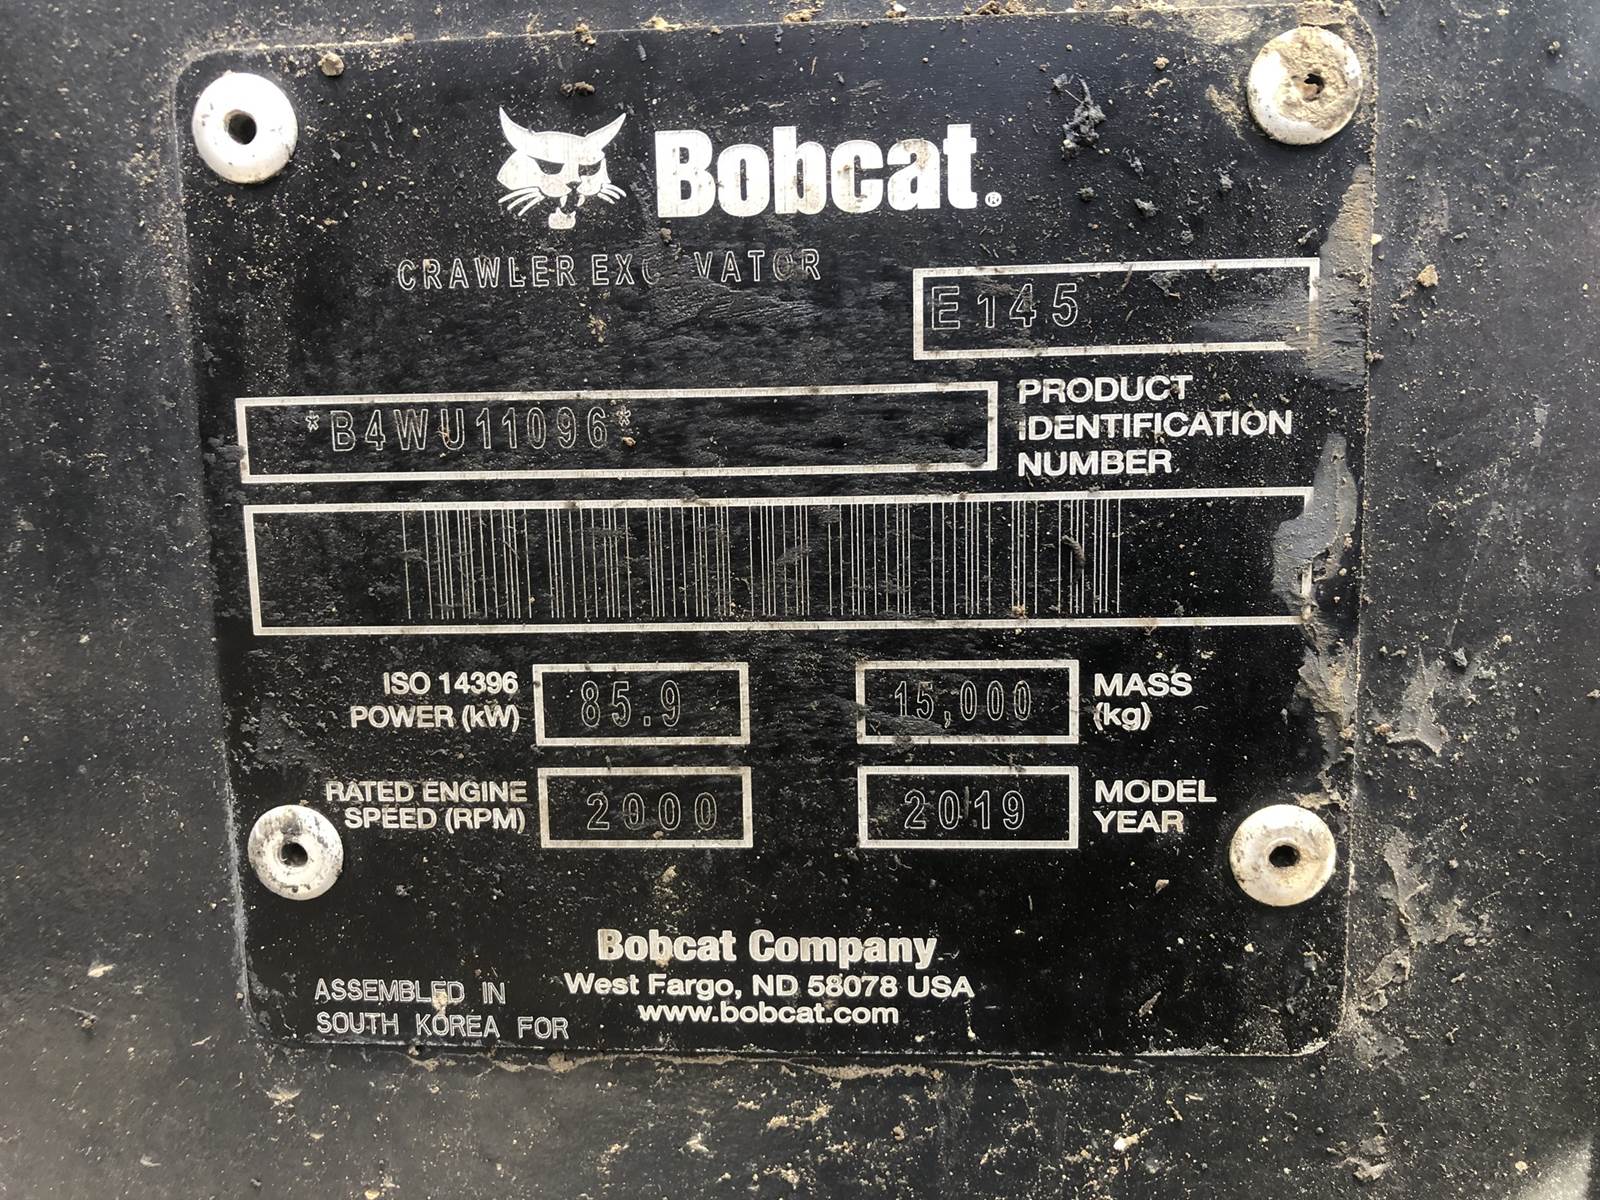 Bobcat®
CRAWLER EXCAVATOR
E145
*B4WU11096*
PRODUCT
IDENTIFICATION
NUMBER
ISO 14396
POWER (kW)
85.9
15,000
MASS
(kg)
RATED ENGINE
SPEED (RPM)
2000
2019
MODEL
YEAR
Bobcat Company
West Fargo, ND 58078 USA
www.bobcat.com
ASSEMBLED IN
SOUTH KOREA FOR